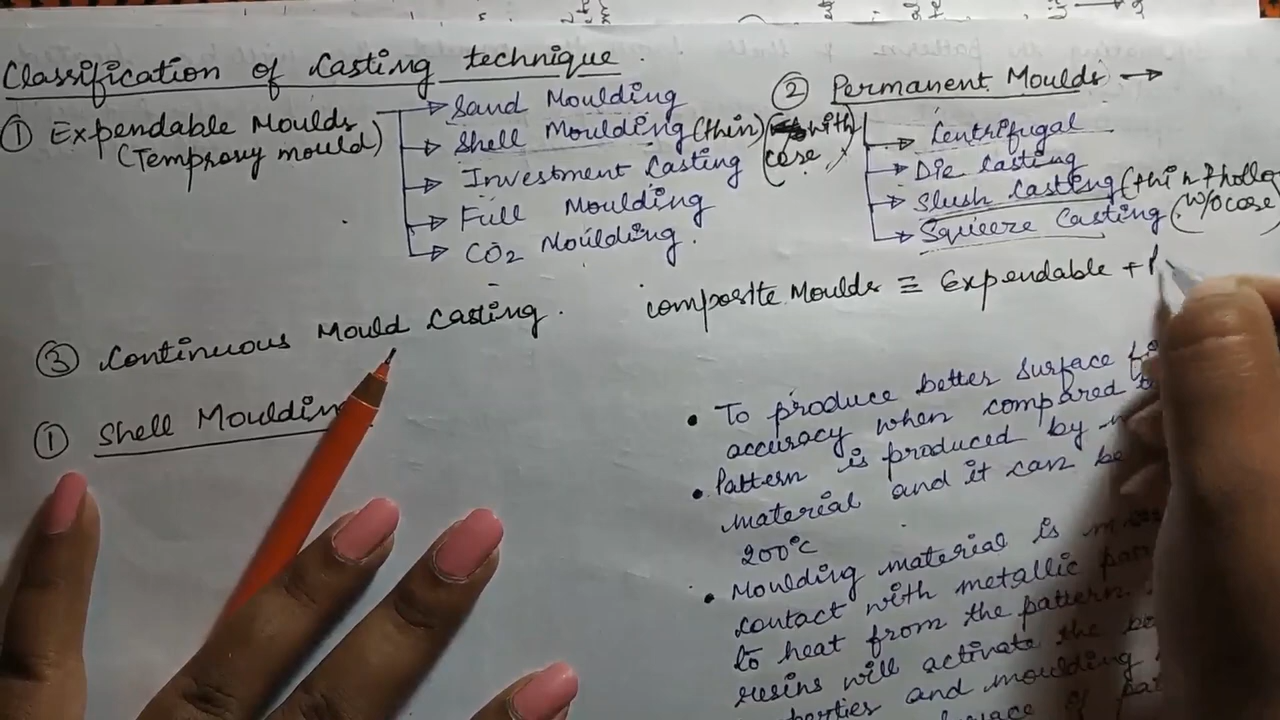 Classification of Casting technique .
① Expendable Moulds
(Temproxy mould)
Sand Moulding
Shell Moulding (thin) (with
core
Investment Casting
Full Moulding
CO2 Moulding.
② Permanent Moulds →
Centrifugal
Die Casting
Slush Casting (thin & hollo
Squeeze Casting (w/o core
composite Moulds ≡ Expendable +
③ Continuous Mould Casting .
① Shell Mouldin
• To produce better surface
accuracy when compared
• Pattern is produced by
material and it can be
200°C
• Moulding material is
contact with metallic
to heat from the pattern.
resins will activate the
and moulding